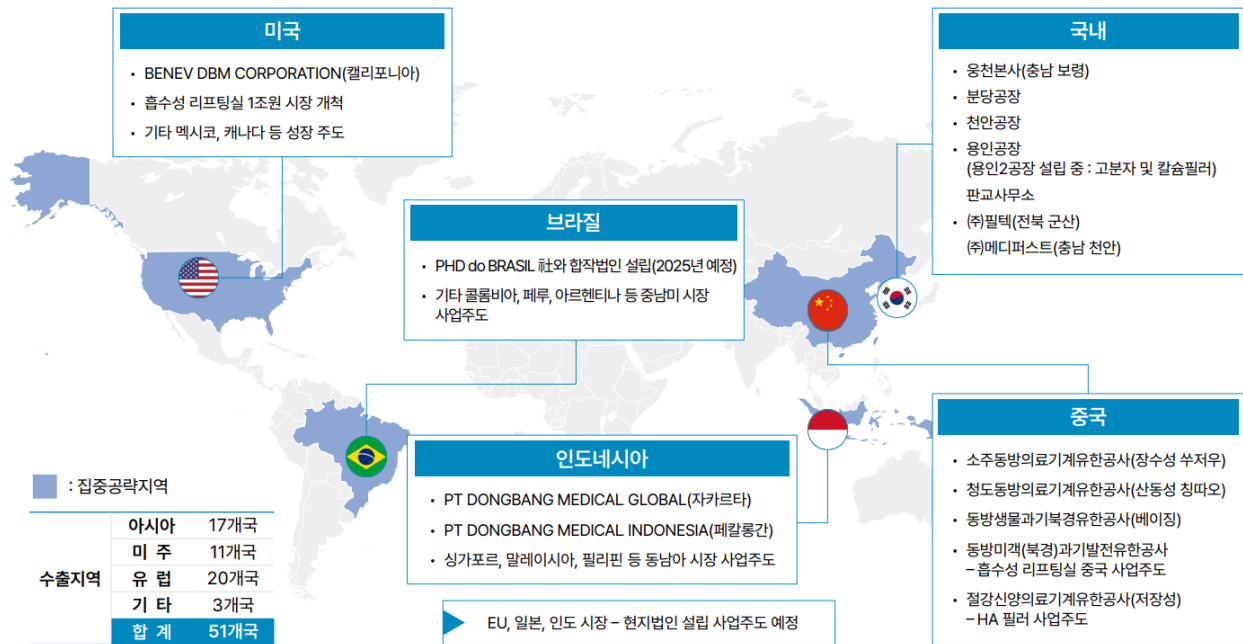 미국
• BENEV DBM CORPORATION(캘리포니아)
• 흡수성 리프팅실 1조원 시장 개척
• 기타 멕시코, 캐나다 등 성장 주도
국내
• 웅천본사(충남 보령)
• 분당공장
• 천안공장
• 용인공장
(용인2공장 설립 중 : 고분자 및 칼슘필러)
판교사무소
• ㈜필텍(전북 군산)
㈜메디퍼스트(충남 천안)
브라질
• PHD do BRASIL 社와 합작법인 설립(2025년 예정)
• 기타 콜롬비아, 페루, 아르헨티나 등 중남미 시장
사업주도
인도네시아
• PT DONGBANG MEDICAL GLOBAL(자카르타)
• PT DONGBANG MEDICAL INDONESIA(페칼롱간)
• 싱가포르, 말레이시아, 필리핀 등 동남아 시장 사업주도
중국
• 소주동방의료기계유한공사(장수성 쑤저우)
• 청도동방의료기계유한공사(산동성 칭따오)
• 동방생물과기북경유한공사(베이징)
• 동방미객(북경)과기발전유한공사
– 흡수성 리프팅실 중국 사업주도
• 절강신양의료기계유한공사(저장성)
– HA 필러 사업주도
: 집중공략지역
수출지역
아시아 17개국
미 주 11개국
유 럽 20개국
기 타 3개국
합 계 51개국
EU, 일본, 인도 시장 – 현지법인 설립 사업주도 예정